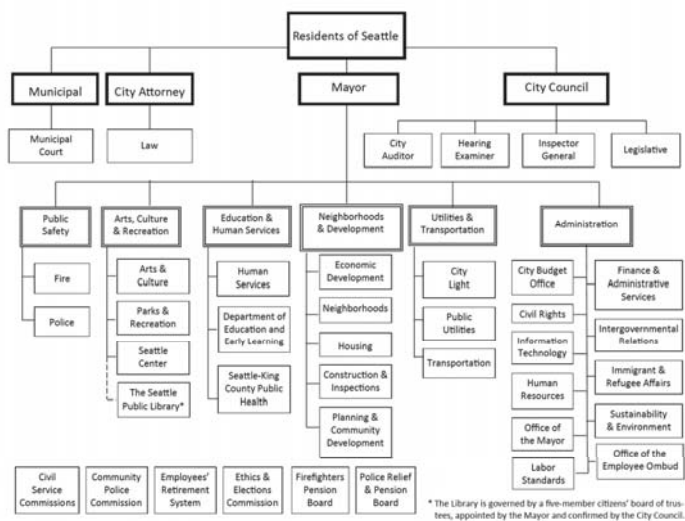 Residents of Seattle
Municipal
City Attorney
Mayor
City Council
Municipal
Court
Law
City
Auditor
Hearing
Examiner
Inspector
General
Legislative
Public
Safety
Arts, Culture
& Recreation
Education &
Human Services
Neighborhoods
& Development
Utilities &
Transportation
Administration
Fire
Police
Arts &
Culture
Parks &
Recreation
Seattle
Center
The Seattle
Public Library*
Human
Services
Department of
Education and
Early Learning
Seattle-King
County Public
Health
Economic
Development
Neighborhoods
Housing
Construction &
Inspections
Planning &
Community
Development
City
Light
Public
Utilities
Transportation
City Budget
Office
Civil Rights
Information
Technology
Human
Resources
Office of
the Mayor
Labor
Standards
Finance &
Administrative
Services
Intergovernmental
Relations
Immigrant &
Refugee Affairs
Sustainability
& Environment
Office of the
Employee Ombud
Civil
Service
Commissions
Community
Police
Commission
Employees'
Retirement
System
Ethics &
Elections
Commission
Firefighters
Pension
Board
Police Relief
& Pension
Board
* The Library is governed by a five-member citizens' board of trus-
tees, appointed by the Mayor and confirmed by the City Council.